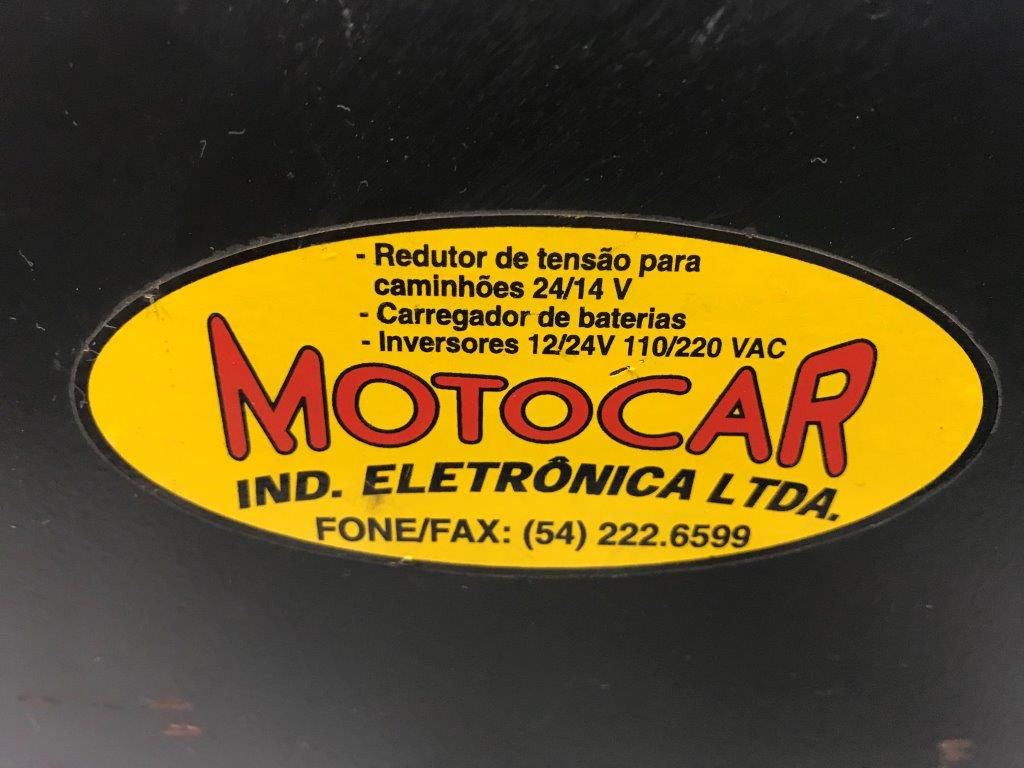 - Redutor de tensão para
caminhões 24/14 V
- Carregador de baterias
- Inversores 12/24V 110/220 VAC
MOTOCAR
IND. ELETRÔNICA LTDA.
FONE/FAX: (54) 222.6599